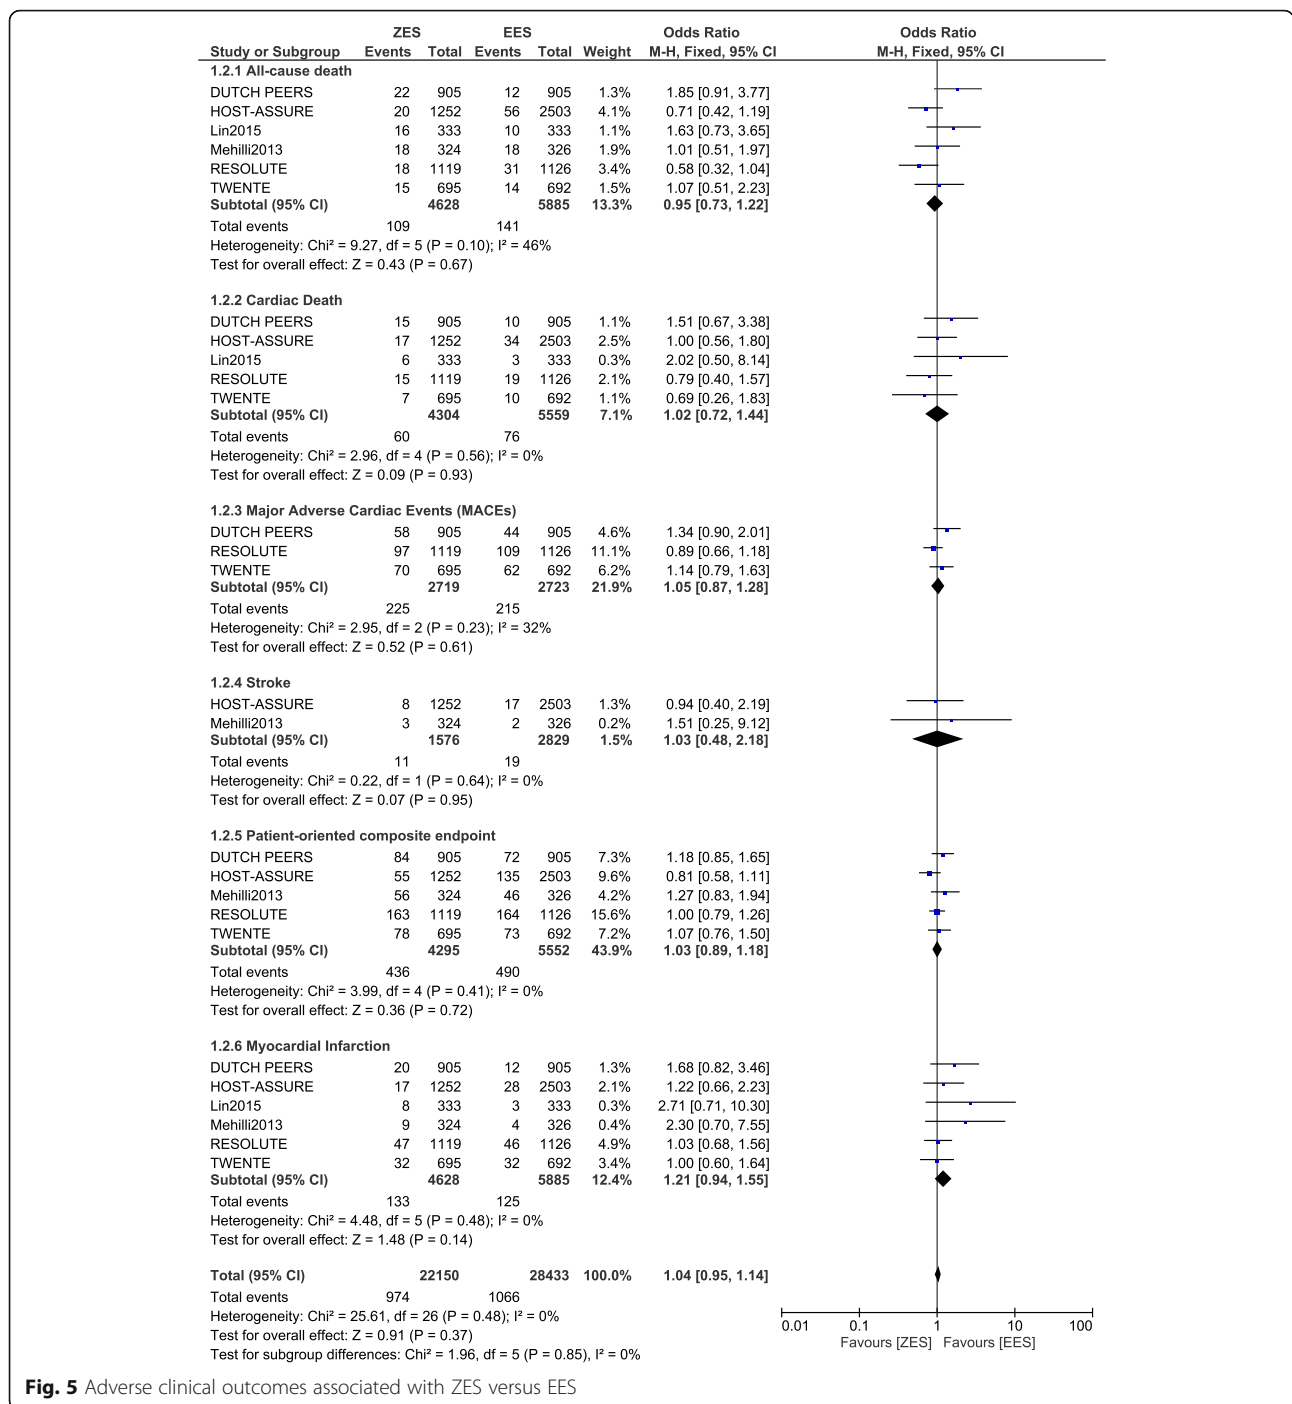 ZES EES Odds Ratio Odds Ratio
Study or Subgroup Events Total Events Total Weight M-H, Fixed, 95% CI M-H, Fixed, 95% CI
1.2.1 All-cause death
DUTCH PEERS 22 905 12 905 1.3% 1.85 [0.91, 3.77]
HOST-ASSURE 20 1252 56 2503 4.1% 0.71 [0.42, 1.19]
Lin2015 16 333 10 333 1.1% 1.63 [0.73, 3.65]
Mehilli2013 18 324 18 326 1.9% 1.01 [0.51, 1.97]
RESOLUTE 18 1119 31 1126 3.4% 0.58 [0.32, 1.04]
TWENTE 15 695 14 692 1.5% 1.07 [0.51, 2.23]
Subtotal (95% CI) 4628 5885 13.3% 0.95 [0.73, 1.22]
Total events 109 141
Heterogeneity: Chi² = 9.27, df = 5 (P = 0.10); I² = 46%
Test for overall effect: Z = 0.43 (P = 0.67)
1.2.2 Cardiac Death
DUTCH PEERS 15 905 10 905 1.1% 1.51 [0.67, 3.38]
HOST-ASSURE 17 1252 34 2503 2.5% 1.00 [0.56, 1.80]
Lin2015 6 333 3 333 0.3% 2.02 [0.50, 8.14]
RESOLUTE 15 1119 19 1126 2.1% 0.79 [0.40, 1.57]
TWENTE 7 695 10 692 1.1% 0.69 [0.26, 1.83]
Subtotal (95% CI) 4304 5559 7.1% 1.02 [0.72, 1.44]
Total events 60 76
Heterogeneity: Chi² = 2.96, df = 4 (P = 0.56); I² = 0%
Test for overall effect: Z = 0.09 (P = 0.93)
1.2.3 Major Adverse Cardiac Events (MACEs)
DUTCH PEERS 58 905 44 905 4.6% 1.34 [0.90, 2.01]
RESOLUTE 97 1119 109 1126 11.1% 0.89 [0.66, 1.18]
TWENTE 70 695 62 692 6.2% 1.14 [0.79, 1.63]
Subtotal (95% CI) 2719 2723 21.9% 1.05 [0.87, 1.28]
Total events 225 215
Heterogeneity: Chi² = 2.95, df = 2 (P = 0.23); I² = 32%
Test for overall effect: Z = 0.52 (P = 0.61)
1.2.4 Stroke
HOST-ASSURE 8 1252 17 2503 1.3% 0.94 [0.40, 2.19]
Mehilli2013 3 324 2 326 0.2% 1.51 [0.25, 9.12]
Subtotal (95% CI) 1576 2829 1.5% 1.03 [0.48, 2.18]
Total events 11 19
Heterogeneity: Chi² = 0.22, df = 1 (P = 0.64); I² = 0%
Test for overall effect: Z = 0.07 (P = 0.95)
1.2.5 Patient-oriented composite endpoint
DUTCH PEERS 84 905 72 905 7.3% 1.18 [0.85, 1.65]
HOST-ASSURE 55 1252 135 2503 9.6% 0.81 [0.58, 1.11]
Mehilli2013 56 324 46 326 4.2% 1.27 [0.83, 1.94]
RESOLUTE 163 1119 164 1126 15.6% 1.00 [0.79, 1.26]
TWENTE 78 695 73 692 7.2% 1.07 [0.76, 1.50]
Subtotal (95% CI) 4295 5552 43.9% 1.03 [0.89, 1.18]
Total events 436 490
Heterogeneity: Chi² = 3.99, df = 4 (P = 0.41); I² = 0%
Test for overall effect: Z = 0.36 (P = 0.72)
1.2.6 Myocardial Infarction
DUTCH PEERS 20 905 12 905 1.3% 1.68 [0.82, 3.46]
HOST-ASSURE 17 1252 28 2503 2.1% 1.22 [0.66, 2.23]
Lin2015 8 333 3 333 0.3% 2.71 [0.71, 10.30]
Mehilli2013 9 324 4 326 0.4% 2.30 [0.70, 7.55]
RESOLUTE 47 1119 46 1126 4.9% 1.03 [0.68, 1.56]
TWENTE 32 695 32 692 3.4% 1.00 [0.60, 1.64]
Subtotal (95% CI) 4628 5885 12.4% 1.21 [0.94, 1.55]
Total events 133 125
Heterogeneity: Chi² = 4.48, df = 5 (P = 0.48); I² = 0%
Test for overall effect: Z = 1.48 (P = 0.14)
Total (95% CI) 22150 28433 100.0% 1.04 [0.95, 1.14]
Total events 974 1066
Heterogeneity: Chi² = 25.61, df = 26 (P = 0.48); I² = 0%
Test for overall effect: Z = 0.91 (P = 0.37)
Test for subgroup differences: Chi² = 1.96, df = 5 (P = 0.85), I² = 0%
0.01 0.1 1 10 100
Favours [ZES] Favours [EES]
Fig. 5 Adverse clinical outcomes associated with ZES versus EES